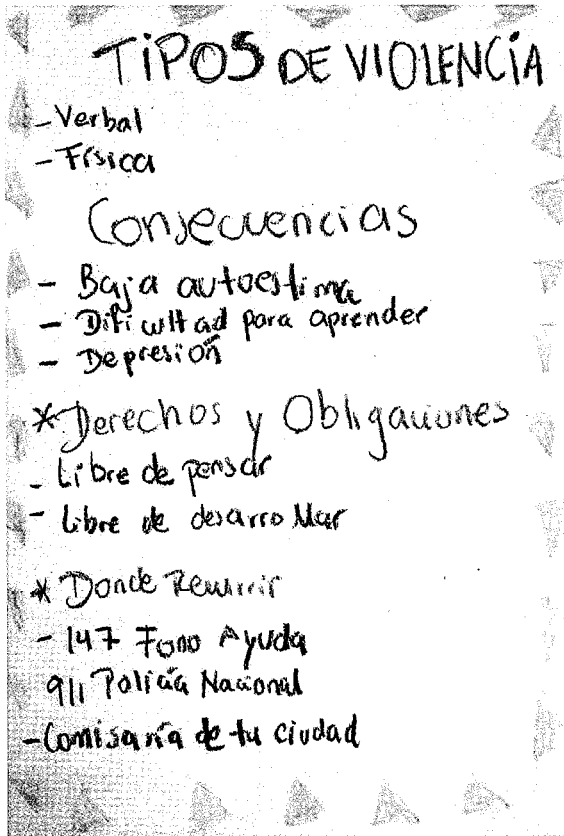 TIPOS DE VIOLENCIA
- Verbal
- Física
Consecuencias
- Baja autoestima
- Dificultad para aprender
- Depresión
* Derechos y Obligaciones
- Libre de pensar
- Libre de desarrollar
* Donde Recurrir
- 147 Fono Ayuda
911 Policía Nacional
- Comisaría de tu ciudad